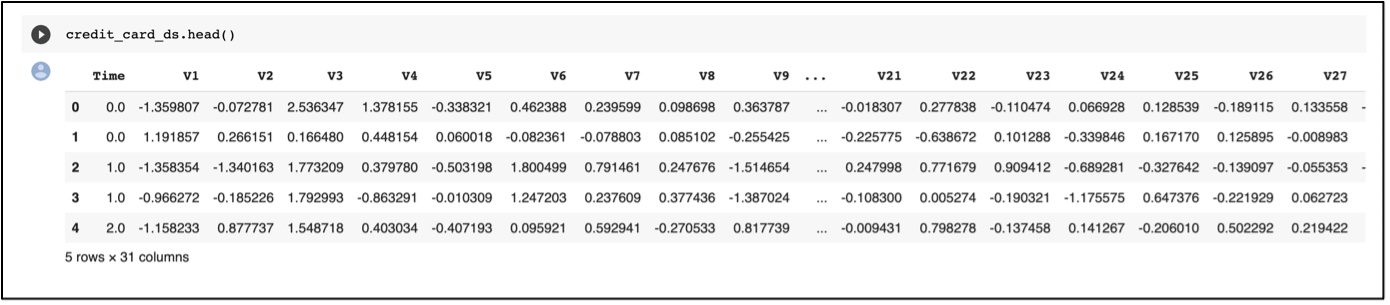 credit_card_ds.head()
Time V1 V2 V3 V4 V5 V6 V7 V8 V9 ... V21 V22 V23 V24 V25 V26 V27
0 0.0 -1.359807 -0.072781 2.536347 1.378155 -0.338321 0.462388 0.239599 0.098698 0.363787 ... -0.018307 0.277838 -0.110474 0.066928 0.128539 -0.189115 0.133558 -
1 0.0 1.191857 0.266151 0.166480 0.448154 0.060018 -0.082361 -0.078803 0.085102 -0.255425 ... -0.225775 -0.638672 0.101288 -0.339846 0.167170 0.125895 -0.008983
2 1.0 -1.358354 -1.340163 1.773209 0.379780 -0.503198 1.800499 0.791461 0.247676 -1.514654 ... 0.247998 0.771679 0.909412 -0.689281 -0.327642 -0.139097 -0.055353 -
3 1.0 -0.966272 -0.185226 1.792993 -0.863291 -0.010309 1.247203 0.237609 0.377436 -1.387024 ... -0.108300 0.005274 -0.190321 -1.175575 0.647376 -0.221929 0.062723
4 2.0 -1.158233 0.877737 1.548718 0.403034 -0.407193 0.095921 0.592941 -0.270533 0.817739 ... -0.009431 0.798278 -0.137458 0.141267 -0.206010 0.502292 0.219422
5 rows × 31 columns